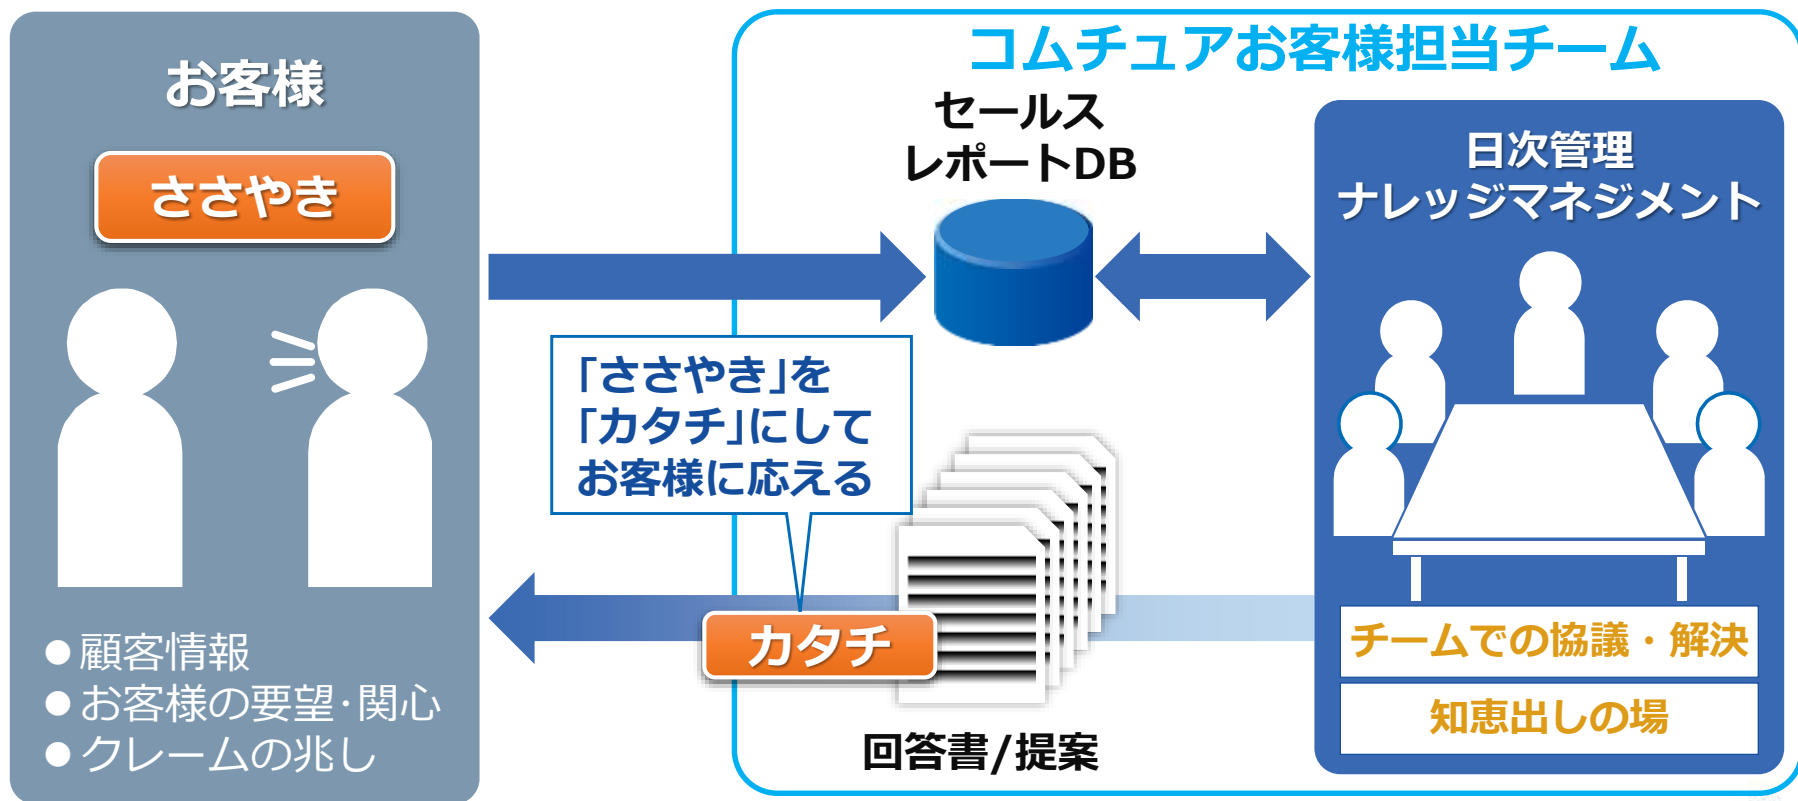 お客様
ささやき
● 顧客情報
● お客様の要望・関心
● クレームの兆し
コムチュアお客様担当チーム
セールス
レポートDB
「ささやき」を
「カタチ」にして
お客様に応える
カタチ
回答書/提案
日次管理
ナレッジマネジメント
チームでの協議・解決
知恵出しの場